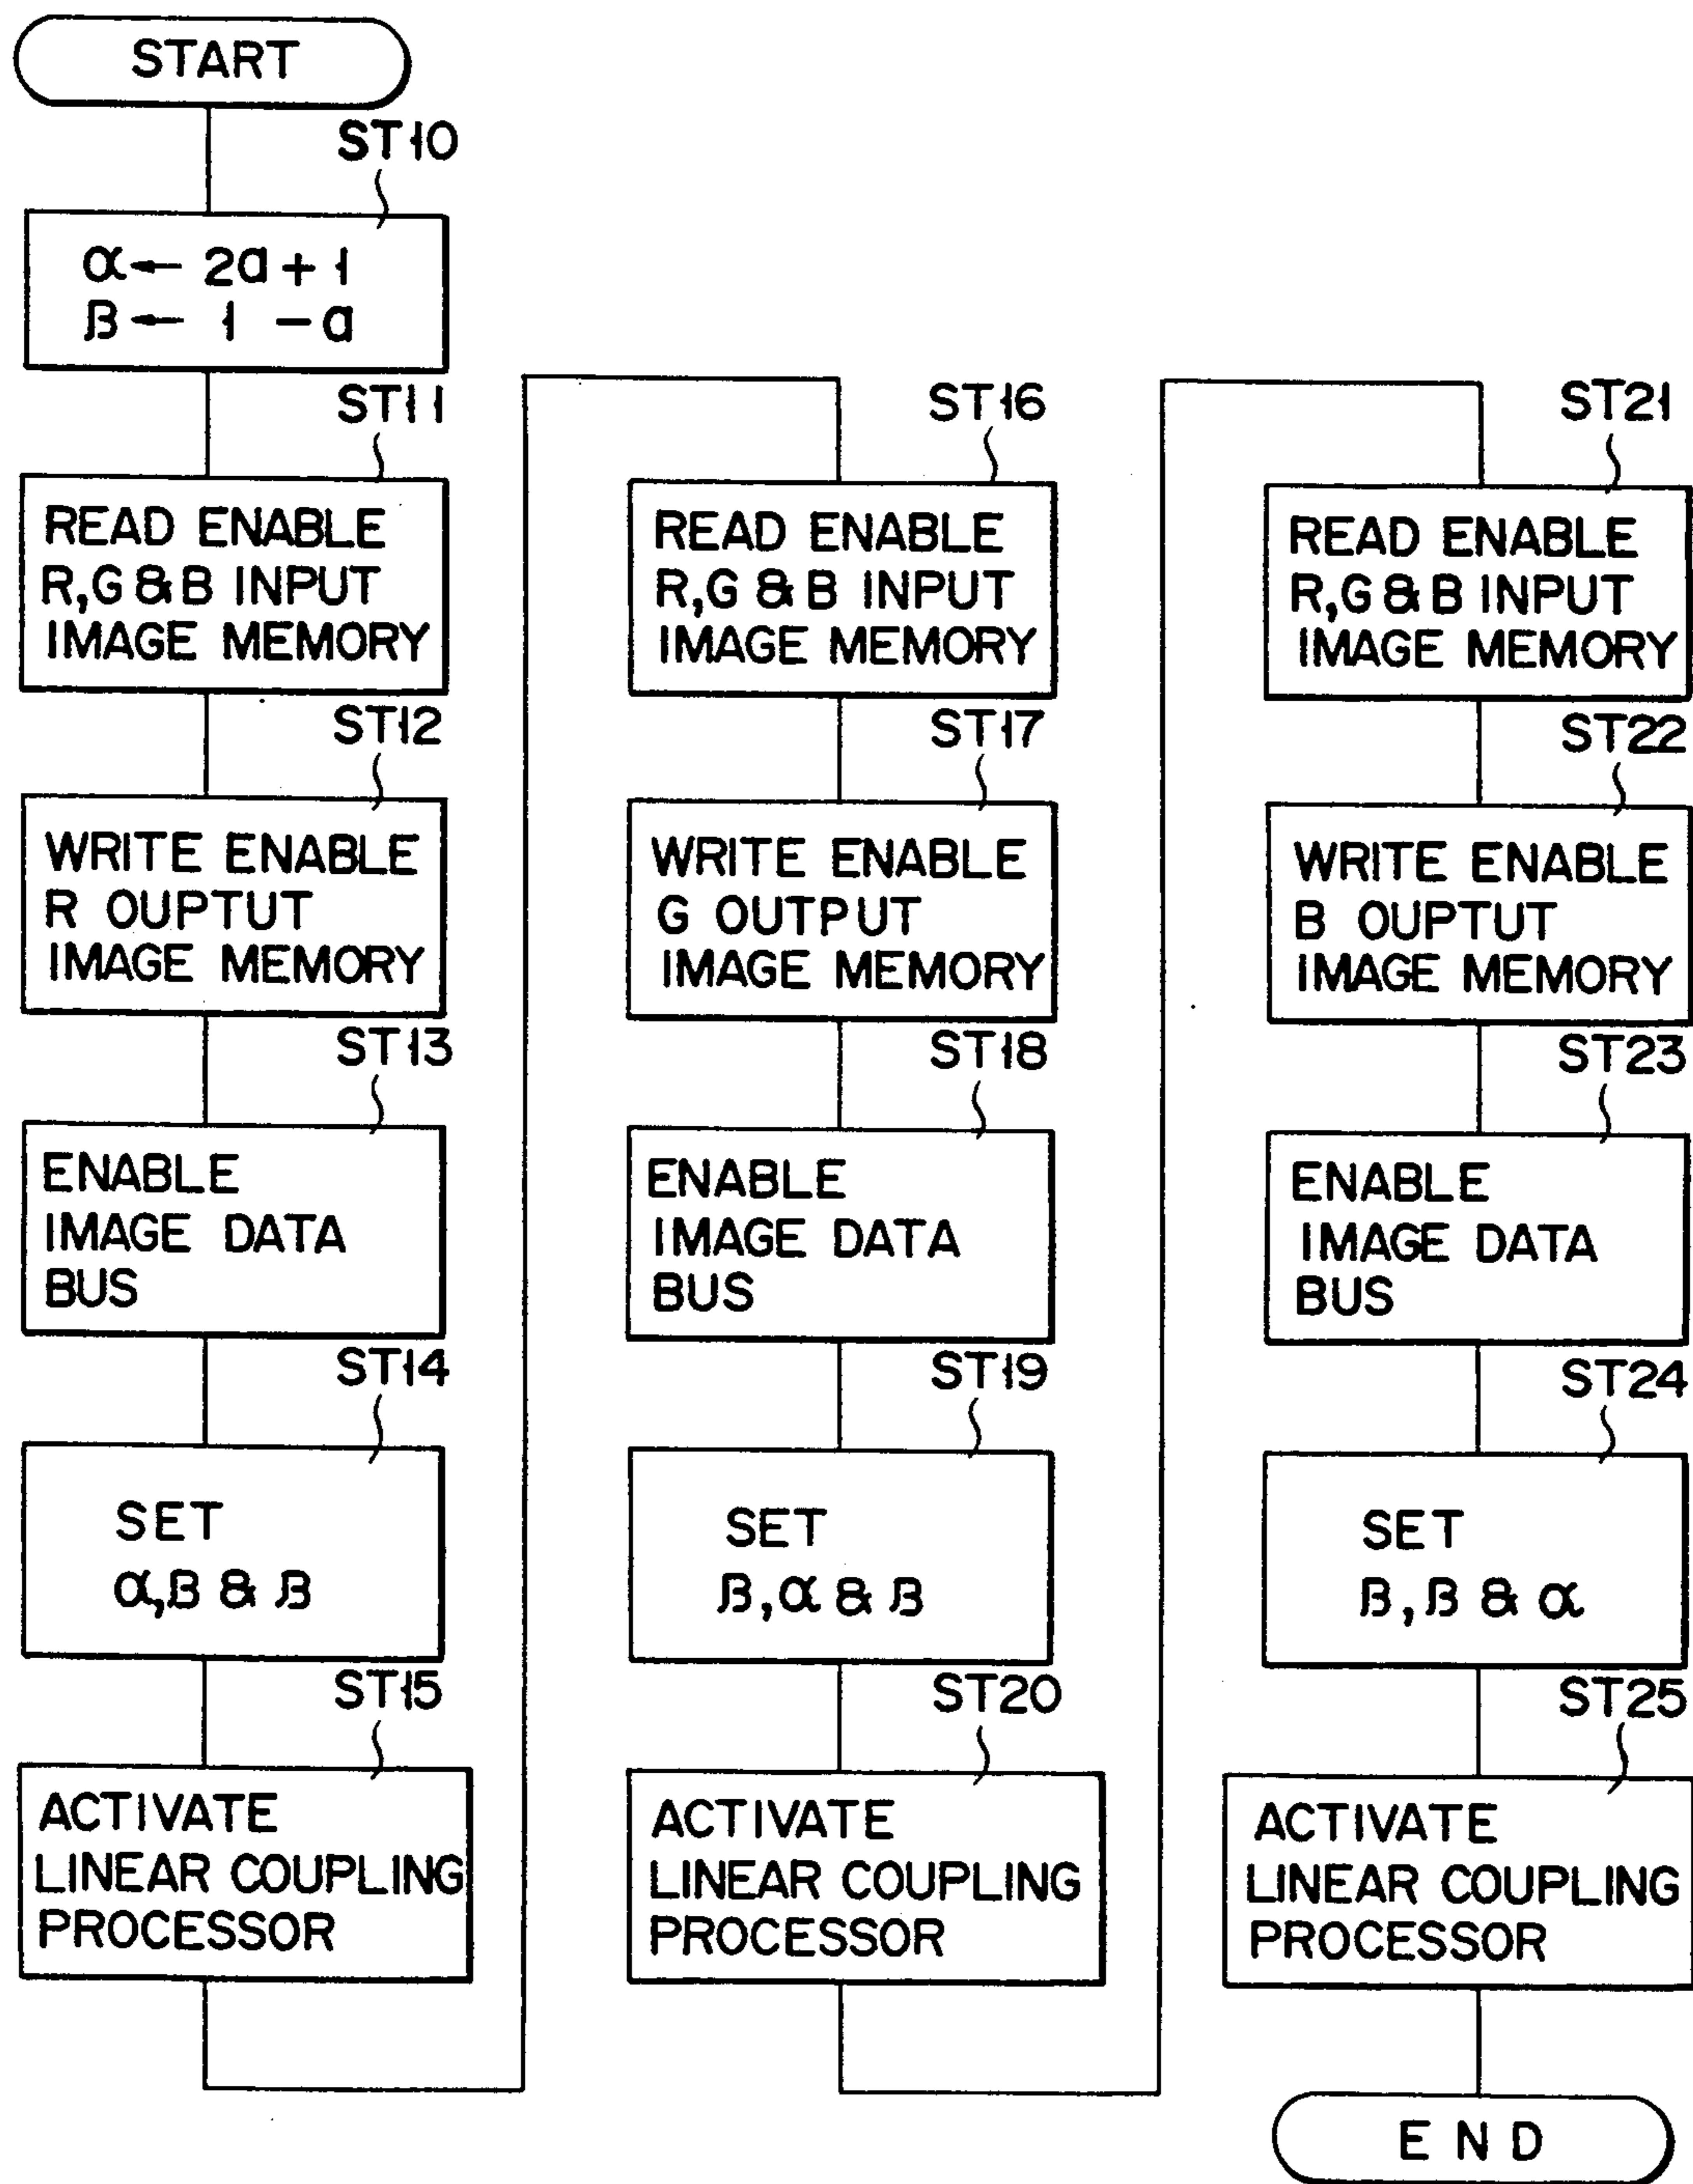 START
ST10
α← 2a + 1
β← 1 - a
ST11
READ ENABLE
R,G & B INPUT
IMAGE MEMORY
ST12
WRITE ENABLE
R OUPTUT
IMAGE MEMORY
ST13
ENABLE
IMAGE DATA
BUS
ST14
SET
α,β & β
ST15
ACTIVATE
LINEAR COUPLING
PROCESSOR
ST16
READ ENABLE
R,G & B INPUT
IMAGE MEMORY
ST17
WRITE ENABLE
G OUTPUT
IMAGE MEMORY
ST18
ENABLE
IMAGE DATA
BUS
ST19
SET
β,α & β
ST20
ACTIVATE
LINEAR COUPLING
PROCESSOR
ST21
READ ENABLE
R,G & B INPUT
IMAGE MEMORY
ST22
WRITE ENABLE
B OUPTUT
IMAGE MEMORY
ST23
ENABLE
IMAGE DATA
BUS
ST24
SET
β,β & α
ST25
ACTIVATE
LINEAR COUPLING
PROCESSOR
END